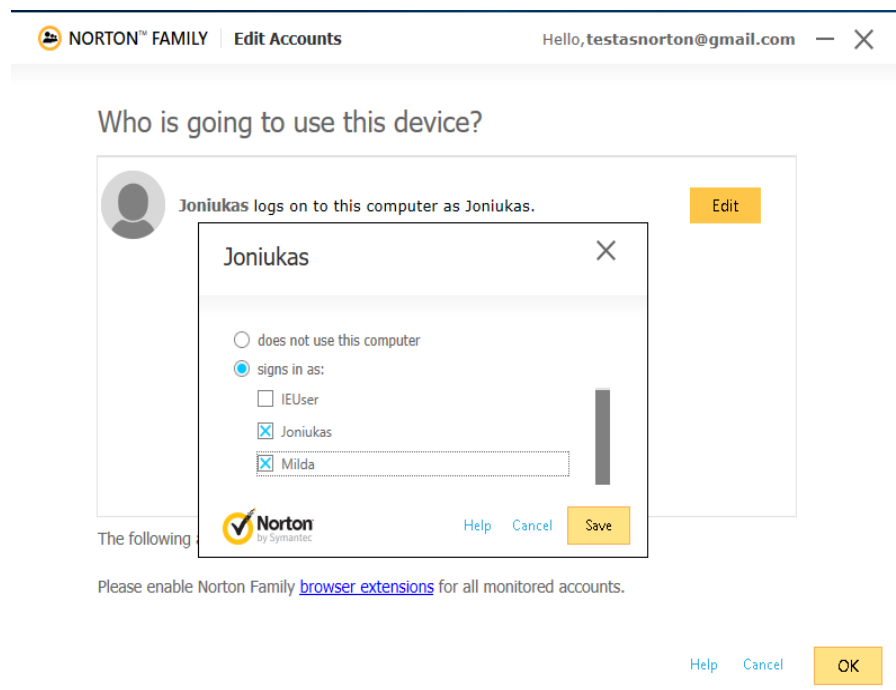 NORTON™ FAMILY Edit Accounts Hello,testasnorton@gmail.com
Who is going to use this device?
Joniukas logs on to this computer as Joniukas.
Edit
Joniukas
does not use this computer
signs in as:
IEUser
Joniukas
Milda
Norton
by Symantec
Help Cancel Save
The following
Please enable Norton Family browser extensions for all monitored accounts.
Help Cancel OK